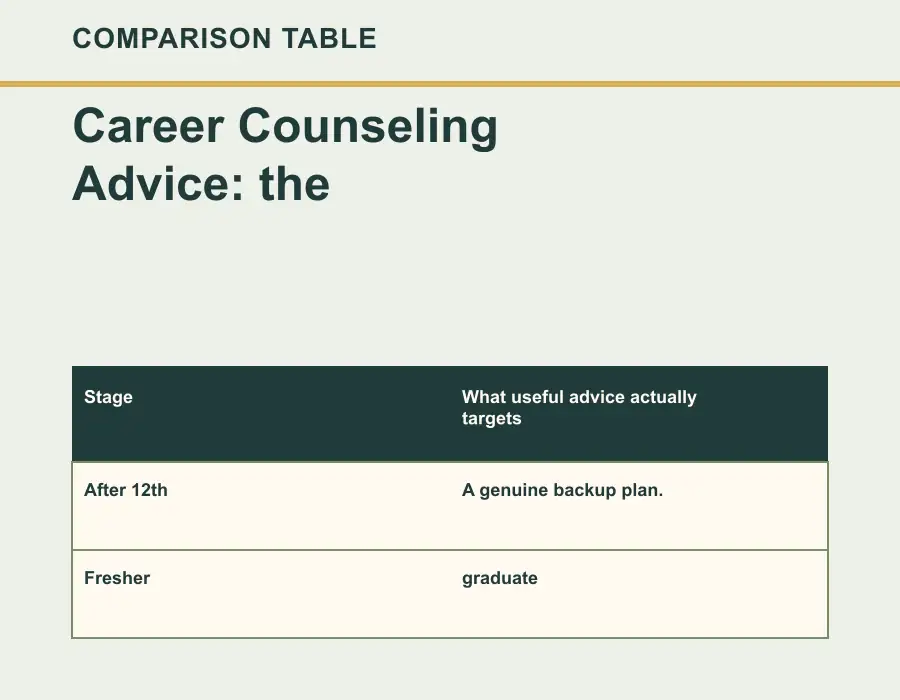 COMPARISON TABLE
Career Counseling
Advice: the
Stage
What useful advice actually
targets
After 12th
A genuine backup plan.
Fresher
graduate